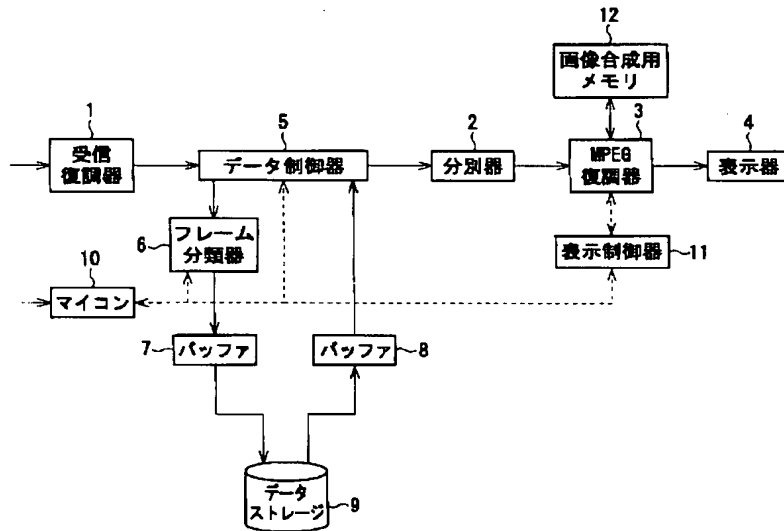 12
画像合成用
メモリ
1
受信
復調器
5
データ制御器
2
分別器
3
MPEG
復調器
4
表示器
6
フレーム
分類器
表示制御器
11
10
マイコン
7
バッファ
バッファ
8
データ
ストレージ
9